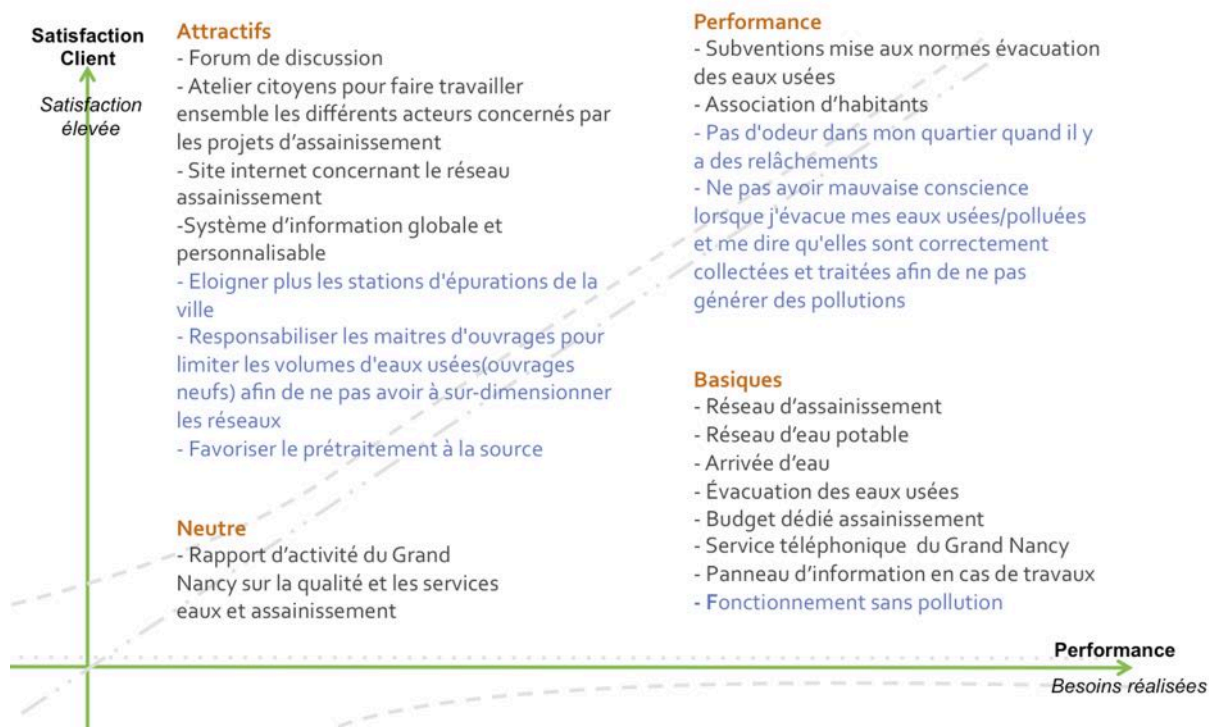 Satisfaction
Client
Satisfaction
élevée
Attractifs
- Forum de discussion
- Atelier citoyens pour faire travailler
ensemble les différents acteurs concernés par
les projets d'assainissement
- Site internet concernant le réseau
assainissement
-Système d'information globale et
personnalisable
- Eloigner plus les stations d'épurations de la
ville
- Responsabiliser les maitres d'ouvrages pour
limiter les volumes d'eaux usées(ouvrages
neufs) afin de ne pas avoir à sur-dimensionner
les réseaux
- Favoriser le prétraitement à la source
Neutre
- Rapport d'activité du Grand
Nancy sur la qualité et les services
eaux et assainissement
Performance
- Subventions mise aux normes évacuation
des eaux usées
- Association d'habitants
- Pas d'odeur dans mon quartier quand il y
a des relâchements
- Ne pas avoir mauvaise conscience
lorsque j'évacue mes eaux usées/polluées
et me dire qu'elles sont correctement
collectées et traitées afin de ne pas
générer des pollutions
Basiques
- Réseau d'assainissement
- Réseau d'eau potable
- Arrivée d'eau
- Évacuation des eaux usées
- Budget dédié assainissement
- Service téléphonique du Grand Nancy
- Panneau d'information en cas de travaux
- Fonctionnement sans pollution
Performance
Besoins réalisées